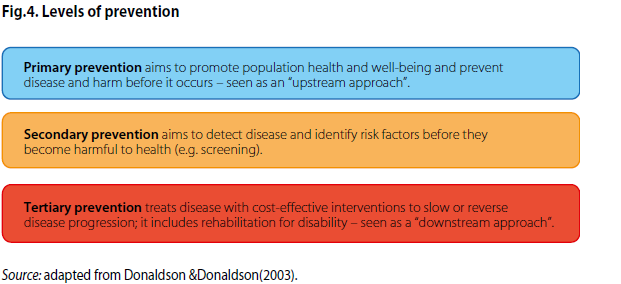 Fig.4. Levels of prevention
Primary prevention aims to promote population health and well-being and prevent
disease and harm before it occurs – seen as an “upstream approach”.
Secondary prevention aims to detect disease and identify risk factors before they
become harmful to health (e.g. screening).
Tertiary prevention treats disease with cost-effective interventions to slow or reverse
disease progression; it includes rehabilitation for disability – seen as a “downstream approach”.
Source: adapted from Donaldson &Donaldson(2003).